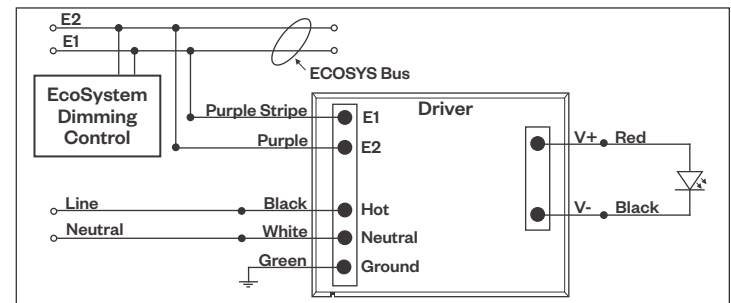 E2
E1
ECOSYS Bus
EcoSystem
Dimming
Control
Purple Stripe
E1
Driver
Purple
E2
V+
Red
Line
Black
Hot
V-
Black
Neutral
White
Neutral
Green
Ground